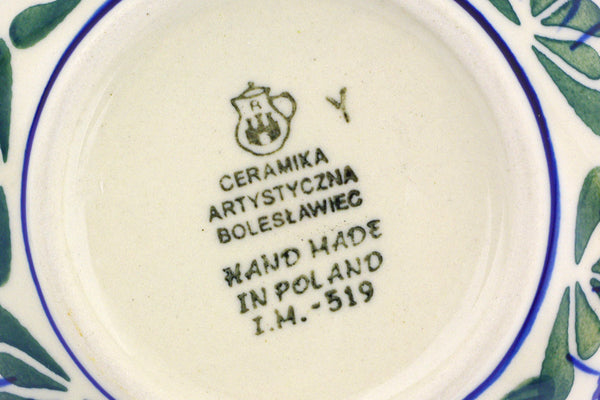 A
Y
CERAMIKA
ARTYSTYCZNA
BOLESŁAWIEC
HAND MADE
IN POLAND
I.M.-519